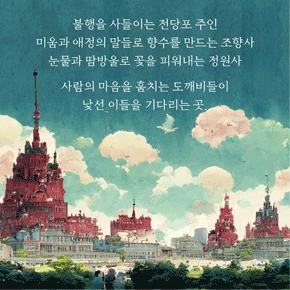 불행을 사들이는 전당포 주인
미움과 애정의 말들로 향수를 만드는 조향사
눈물과 땀방울로 꽃을 피워내는 정원사
사람의 마음을 훔치는 도깨비들이
낯선 이들을 기다리는 곳